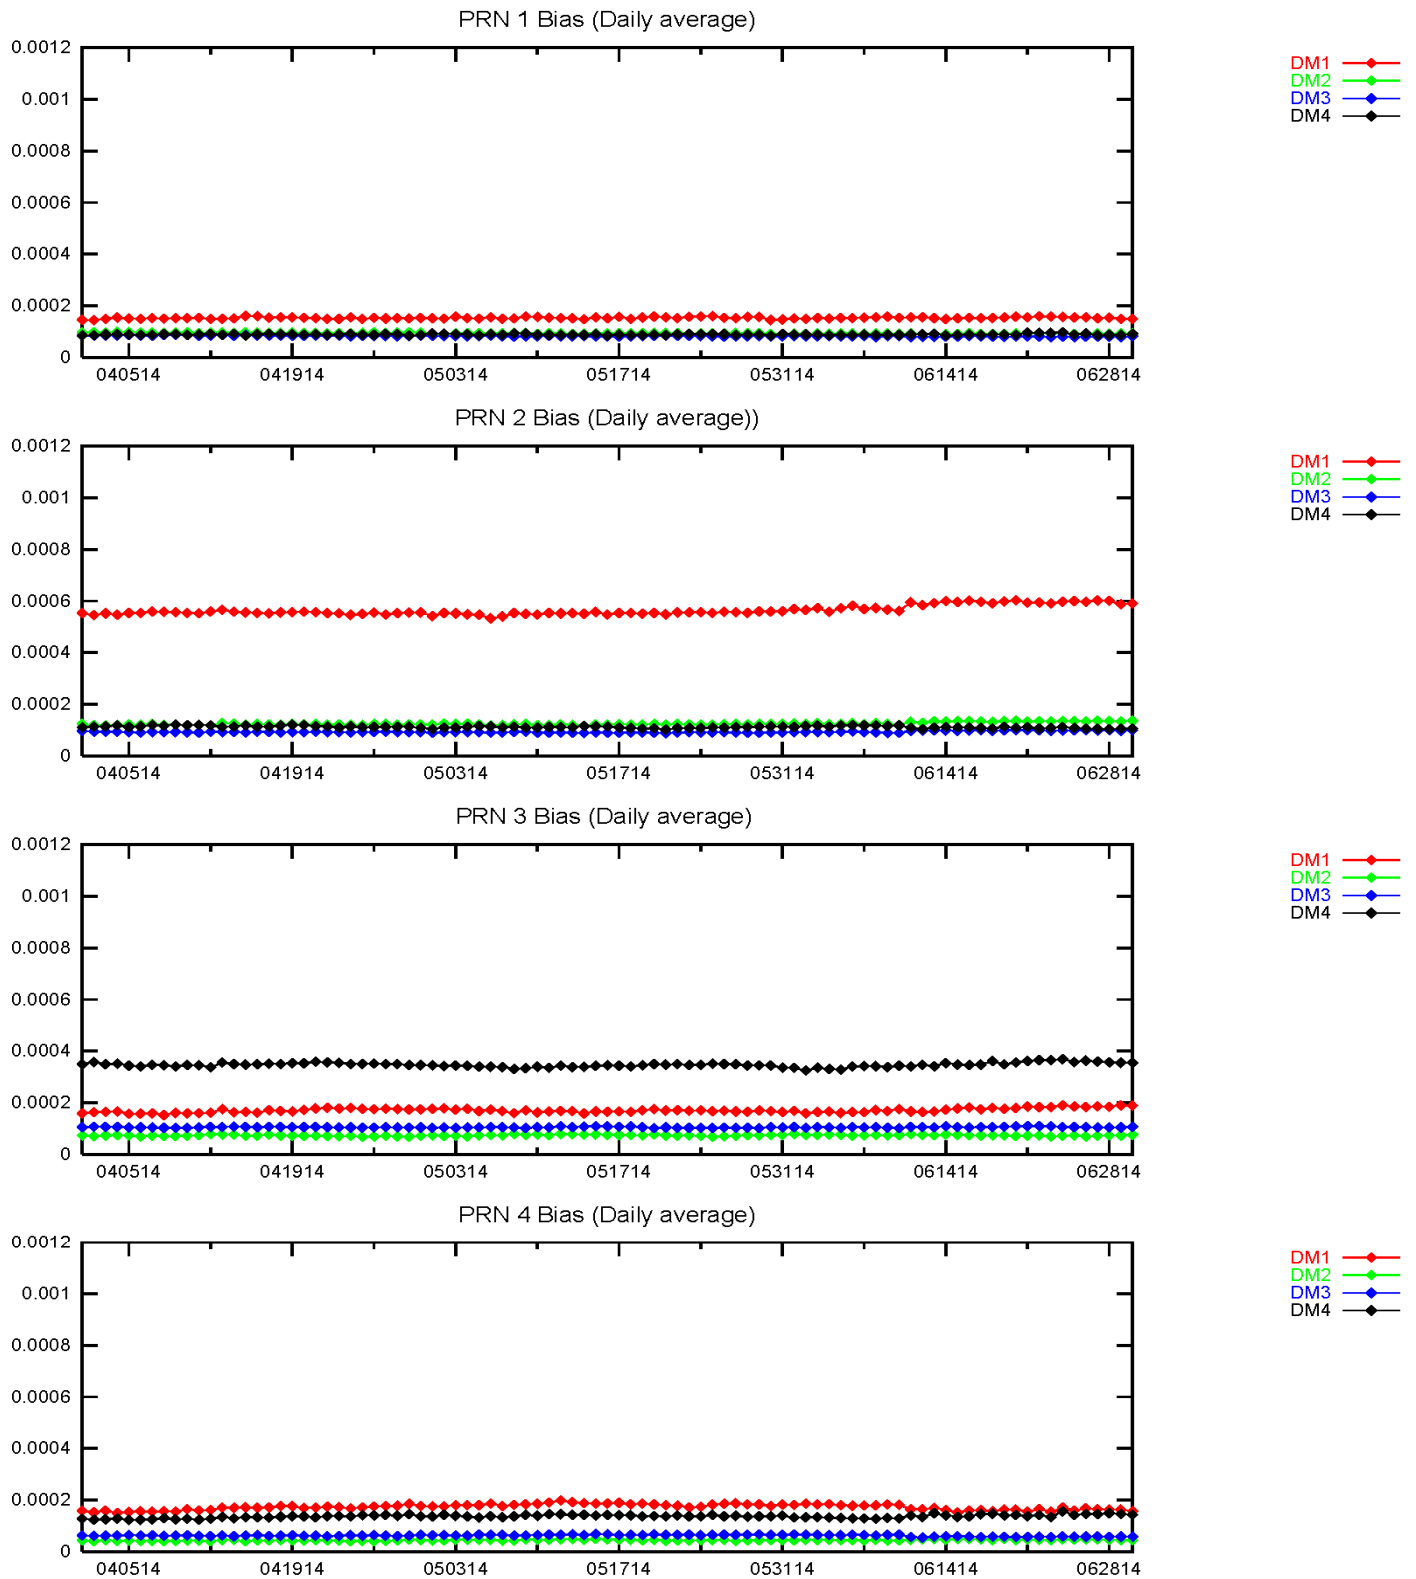 PRN 1 Bias (Daily average)
0.0012
0.001
0.0008
0.0006
0.0004
0.0002
0
040514 041914 050314 051714 053114 061414 062814
DM1
DM2
DM3
DM4
PRN 2 Bias (Daily average))
0.0012
0.001
0.0008
0.0006
0.0004
0.0002
0
040514 041914 050314 051714 053114 061414 062814
DM1
DM2
DM3
DM4
PRN 3 Bias (Daily average)
0.0012
0.001
0.0008
0.0006
0.0004
0.0002
0
040514 041914 050314 051714 053114 061414 062814
DM1
DM2
DM3
DM4
PRN 4 Bias (Daily average)
0.0012
0.001
0.0008
0.0006
0.0004
0.0002
0
040514 041914 050314 051714 053114 061414 062814
DM1
DM2
DM3
DM4